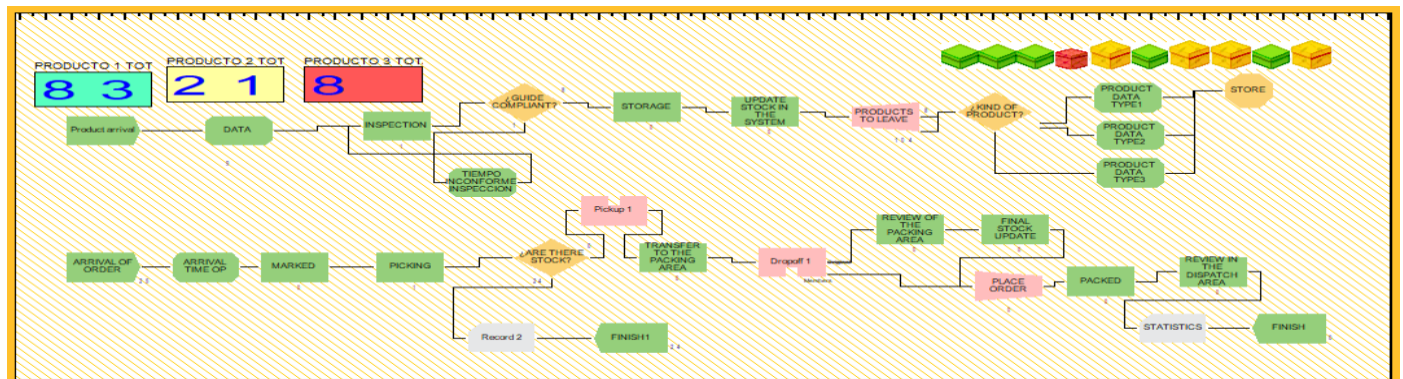 PRODUCTO 1 TOT
PRODUCTO 2 TOT
PRODUCTO 3 TOT.
8 3
2 1
8
Product arrival
DATA
INSPECTION
¿GUIDE
COMPLIANT?
STORAGE
UPDATE
STOCK IN
THE
SYSTEM
PRODUCTS
TO LEAVE
¿KIND OF
PRODUCT?
PRODUCT
DATA
TYPE1
PRODUCT
DATA
TYPE2
PRODUCT
DATA
TYPE3
STORE
TIEMPO
INCONFORME
INSPECCION
ARRIVAL OF
ORDER
ARRIVAL
TIME OP
MARKED
PICKING
¿ARE THERE
STOCK?
Pickup 1
TRANSFER
TO THE
PACKING
AREA
Dropoff 1
Members
REVIEW OF
THE
PACKING
AREA
FINAL
STOCK
UPDATE
PLACE
ORDER
PACKED
REVIEW IN
THE
DISPATCH
AREA
STATISTICS
FINISH
Record 2
FINISH1